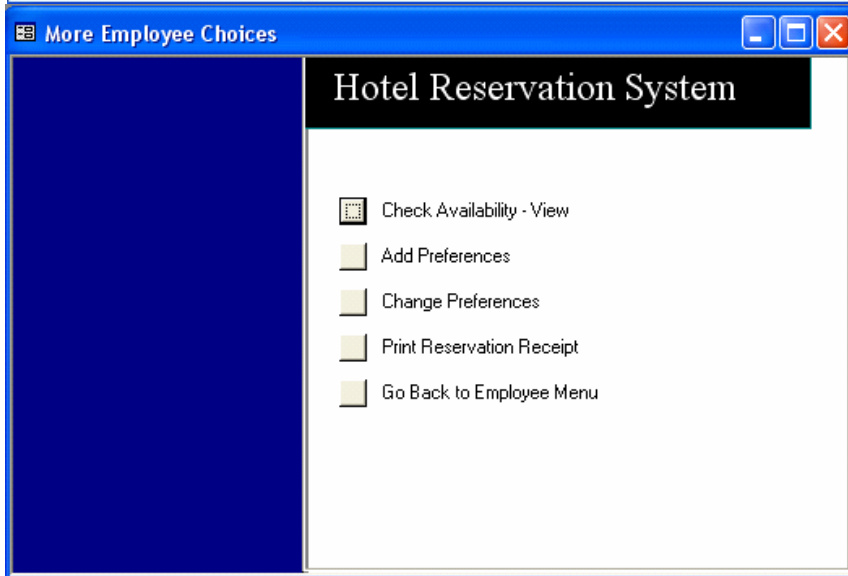 More Employee Choices
Hotel Reservation System
Check Availability - View
Add Preferences
Change Preferences
Print Reservation Receipt
Go Back to Employee Menu